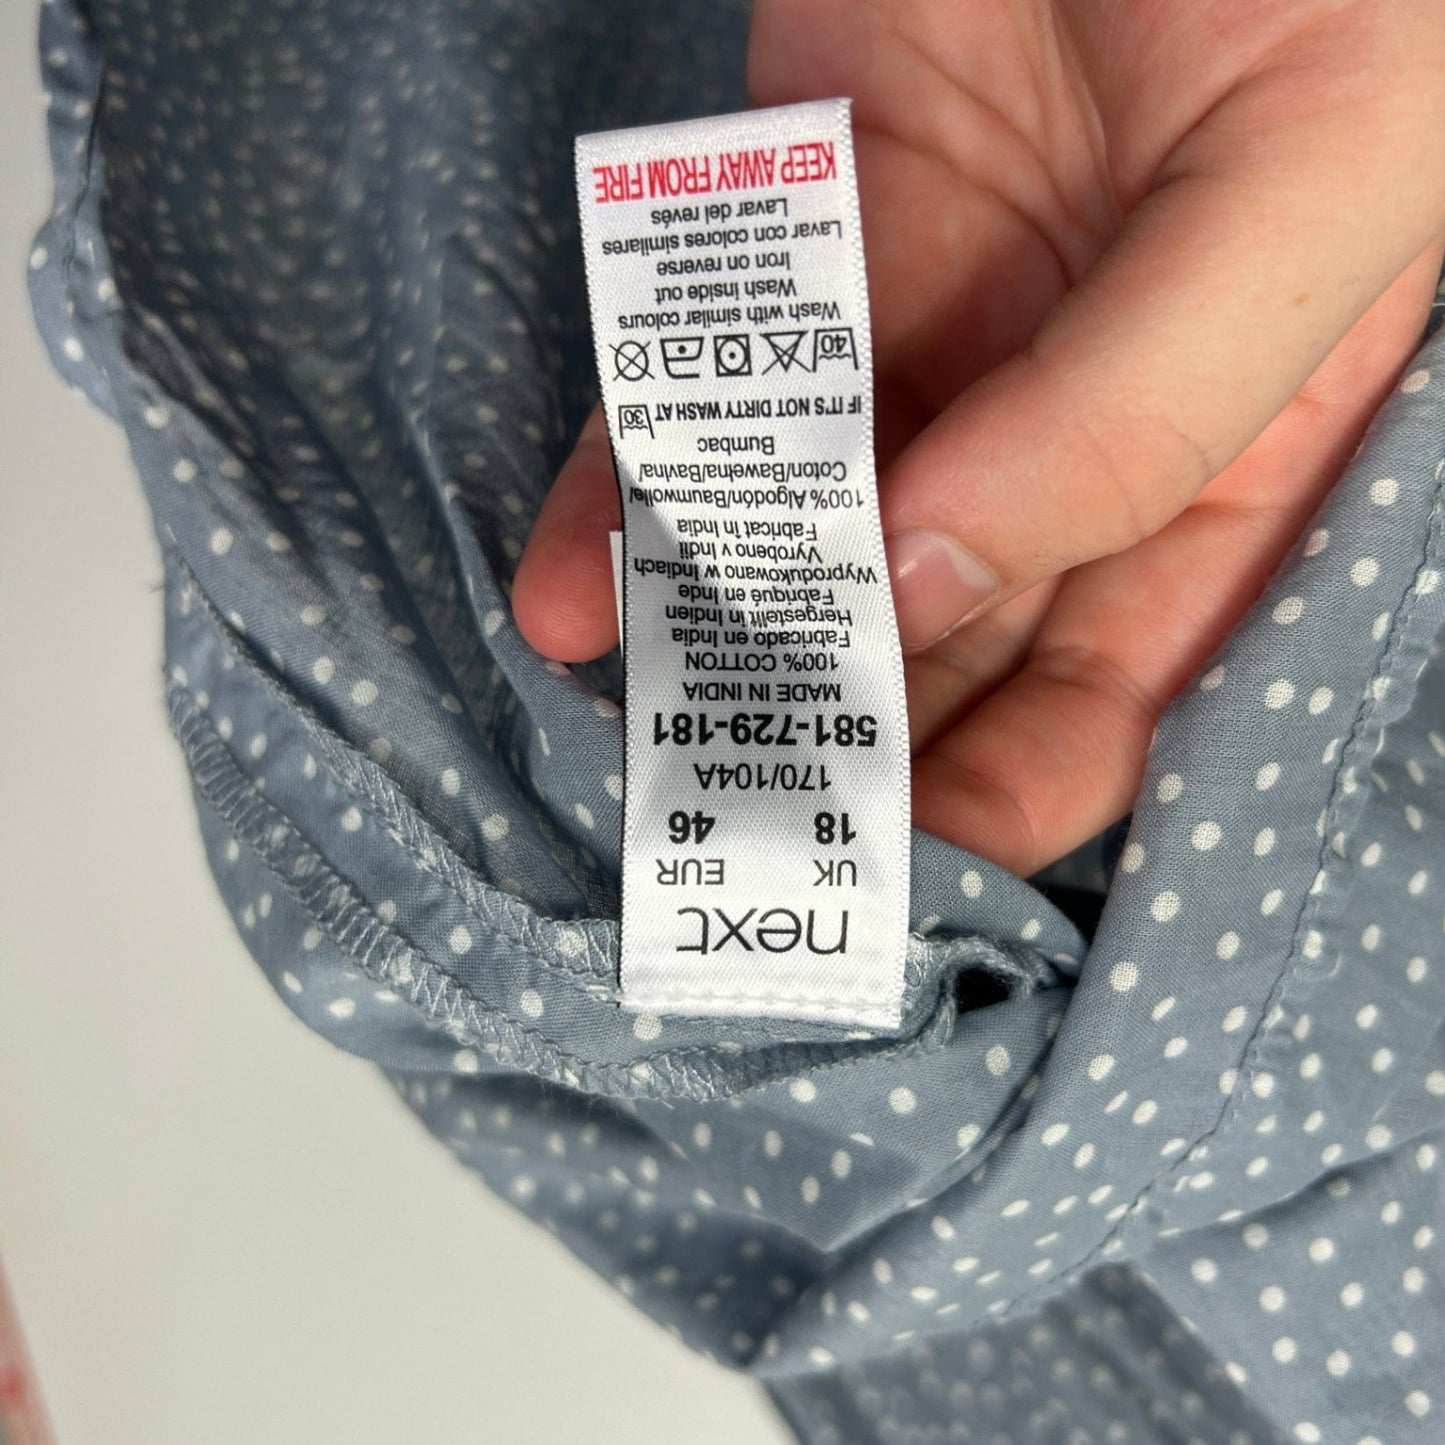 next
UK EUR
18 46
170/104A
581-729-181
MADE IN INDIA
100% COTTON
Fabricado en India
Hergestellt in Indien
Fabriqué en Inde
Wyprodukowano w Indiach
Vyrobeno v Indii
Fabricat în India
100% Algodón/Baumwolle/
Coton/Bawełna/Bavlna/
Bumbac
IF IT'S NOT DIRTY WASH AT 30
40
Wash with similar colours
Wash inside out
Iron on reverse
Lavar con colores similares
Lavar del revés
KEEP AWAY FROM FIRE